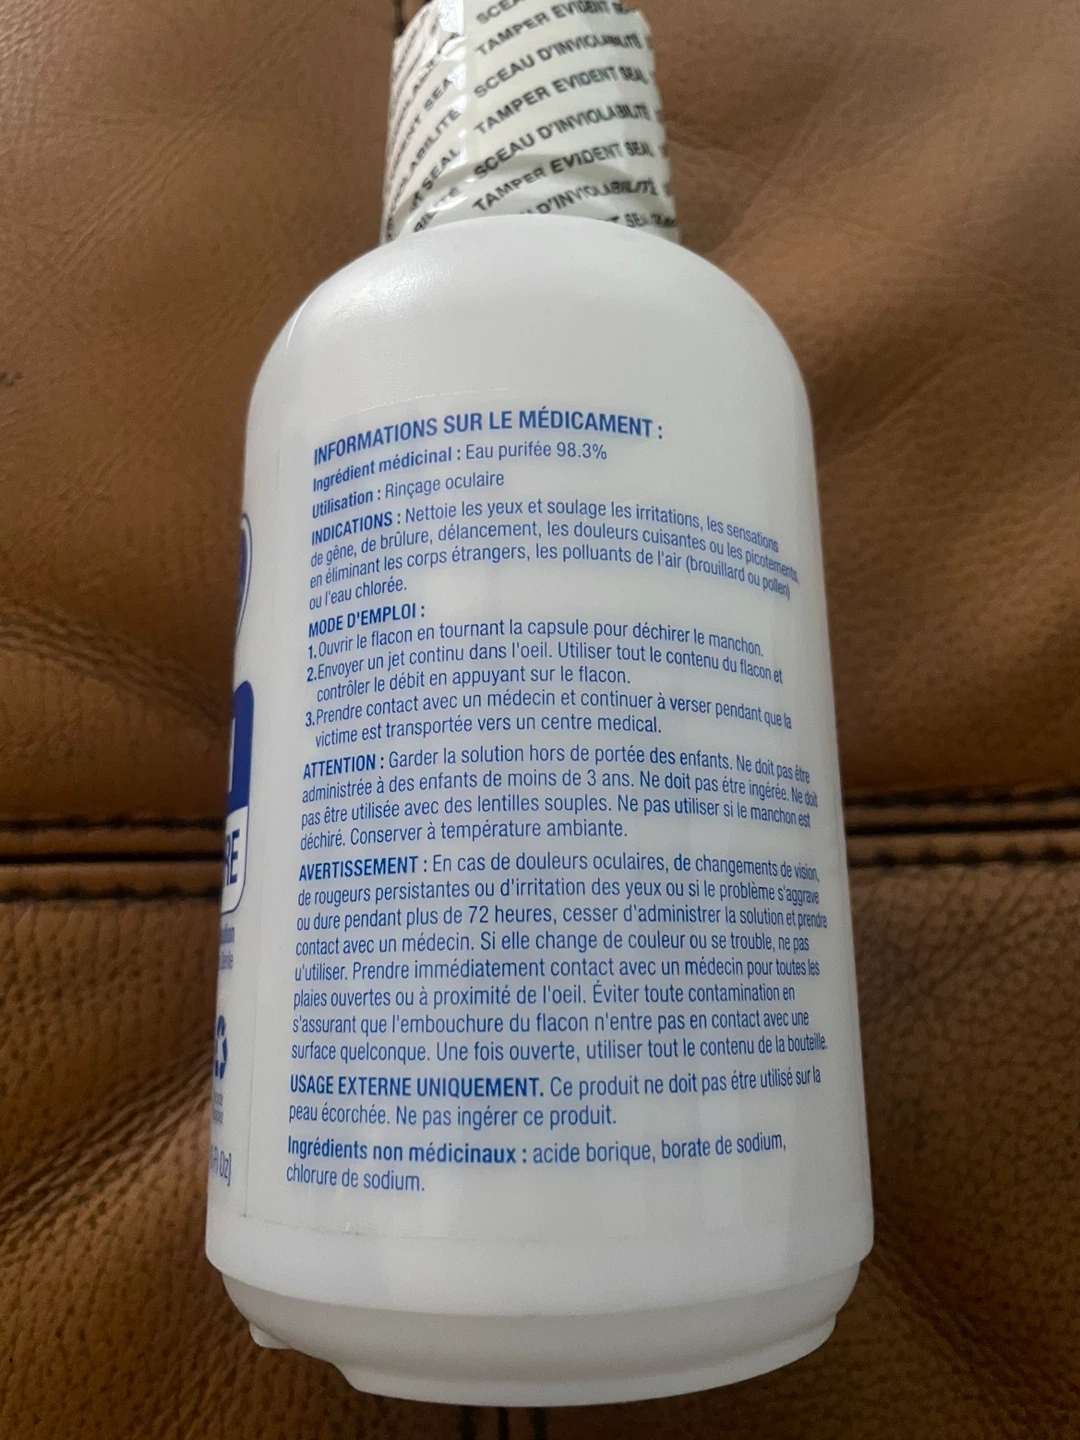 SCEAU D'INVIOLABILITÉ
TAMPER EVIDENT SEAL
SCEAU D'INVIOLABILITÉ
TAMPER EVIDENT SEAL
SCEAU D'INVIOLABILITÉ
TAMPER EVIDENT SEAL
D'INVIOLABILITÉ
INFORMATIONS SUR LE MÉDICAMENT :
Ingrédient médicinal : Eau purifée 98.3%
Utilisation : Rinçage oculaire
INDICATIONS : Nettoie les yeux et soulage les irritations, les sensations
de gêne, de brûlure, délancement, les douleurs cuisantes ou les picotements,
en éliminant les corps étrangers, les polluants de l'air (brouillard ou pollen)
ou l'eau chlorée.
MODE D'EMPLOI :
1. Ouvrir le flacon en tournant la capsule pour déchirer le manchon.
2. Envoyer un jet continu dans l'oeil. Utiliser tout le contenu du flacon et
contrôler le débit en appuyant sur le flacon.
3. Prendre contact avec un médecin et continuer à verser pendant que la
victime est transportée vers un centre medical.
ATTENTION : Garder la solution hors de portée des enfants. Ne doit pas être
administrée à des enfants de moins de 3 ans. Ne doit pas étre ingérée. Ne doit
pas être utilisée avec des lentilles souples. Ne pas utiliser si le manchon est
déchiré. Conserver à température ambiante.
AVERTISSEMENT : En cas de douleurs oculaires, de changements de vision,
de rougeurs persistantes ou d'irritation des yeux ou si le problème s'aggrave
ou dure pendant plus de 72 heures, cesser d'administrer la solution et prendre
contact avec un médecin. Si elle change de couleur ou se trouble, ne pas
u'utiliser. Prendre immédiatement contact avec un médecin pour toutes les
plaies ouvertes ou à proximité de l'oeil. Éviter toute contamination en
s'assurant que l'embouchure du flacon n'entre pas en contact avec une
surface quelconque. Une fois ouverte, utiliser tout le contenu de la bouteille.
USAGE EXTERNE UNIQUEMENT. Ce produit ne doit pas étre utilisé sur la
peau écorchée. Ne pas ingérer ce produit.
Ingrédients non médicinaux : acide borique, borate de sodium,
chlorure de sodium.